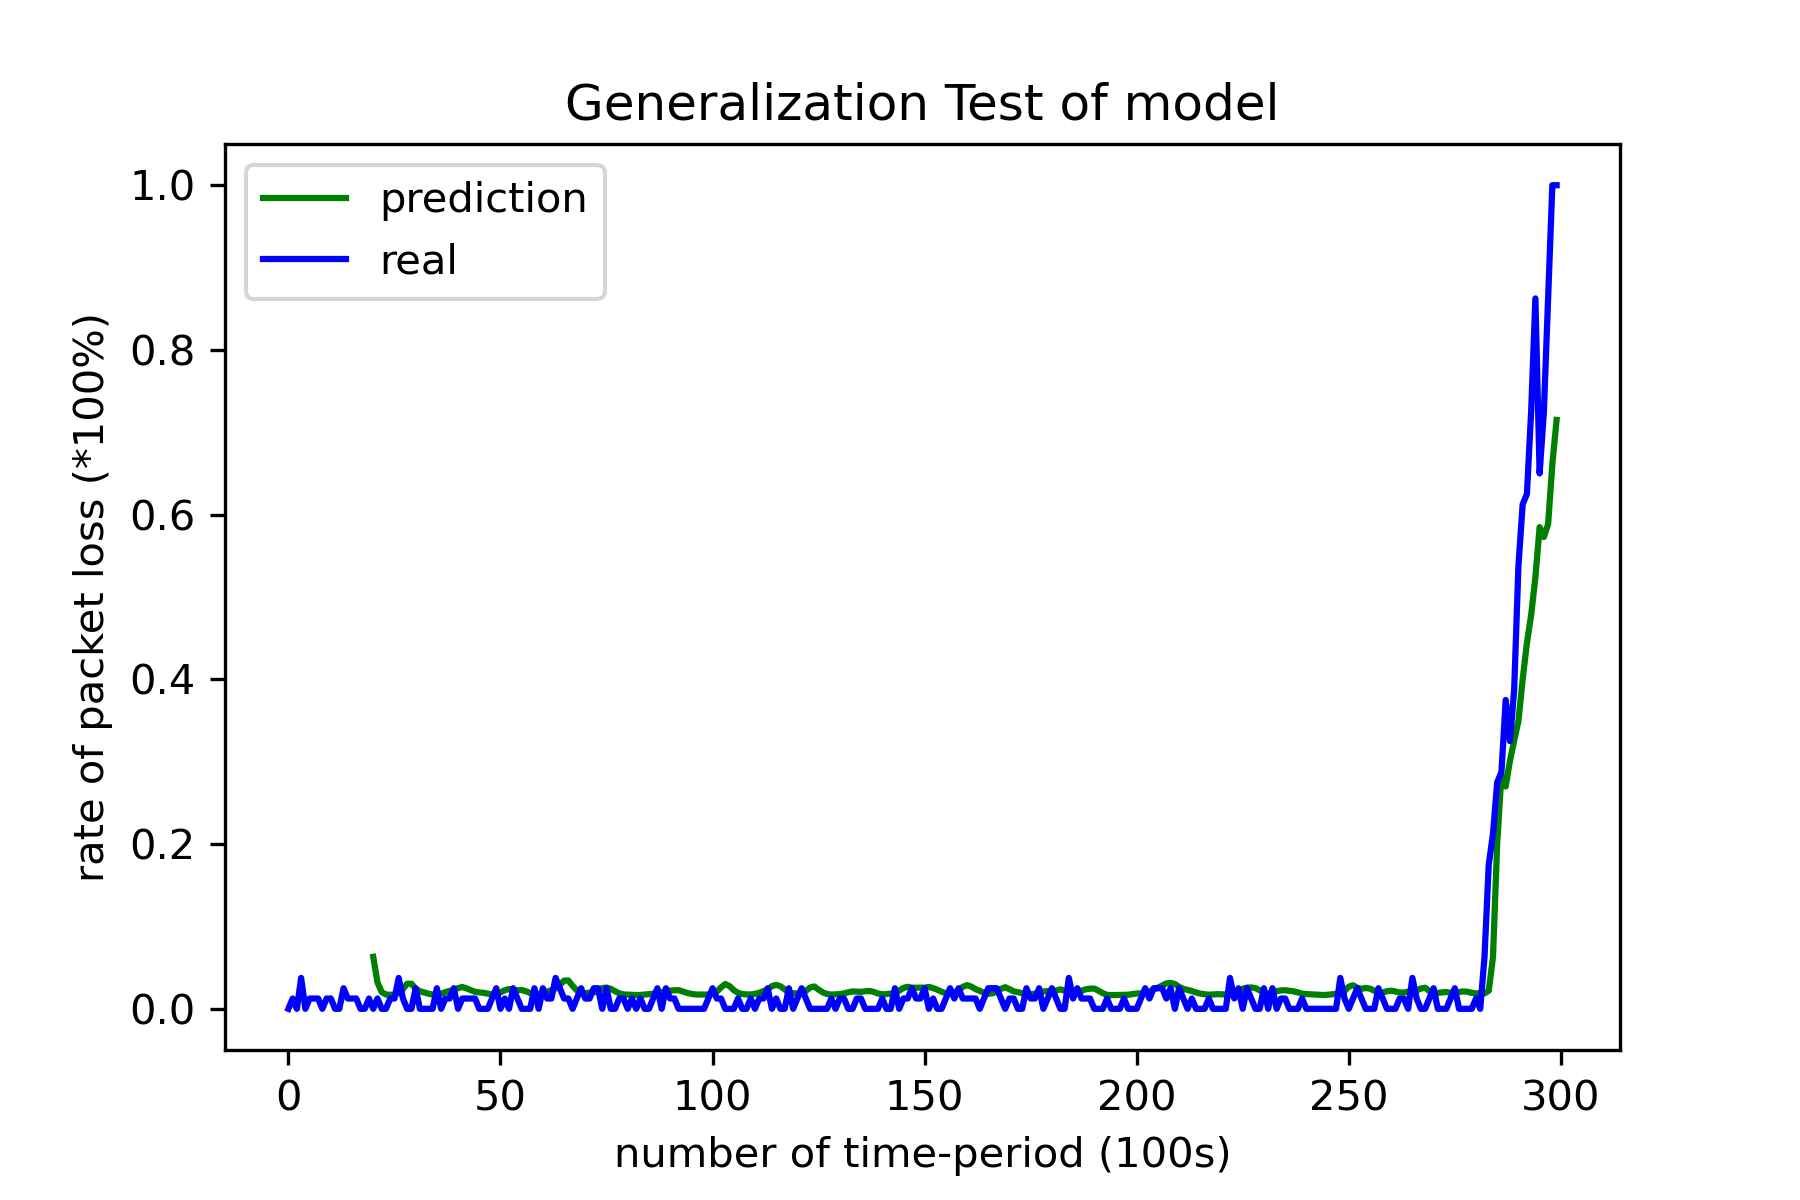 Generalization Test of model
prediction
real
1.0
0.8
0.6
0.4
0.2
0.0
rate of packet loss (*100%)
0 50 100 150 200 250 300
number of time-period (100s)